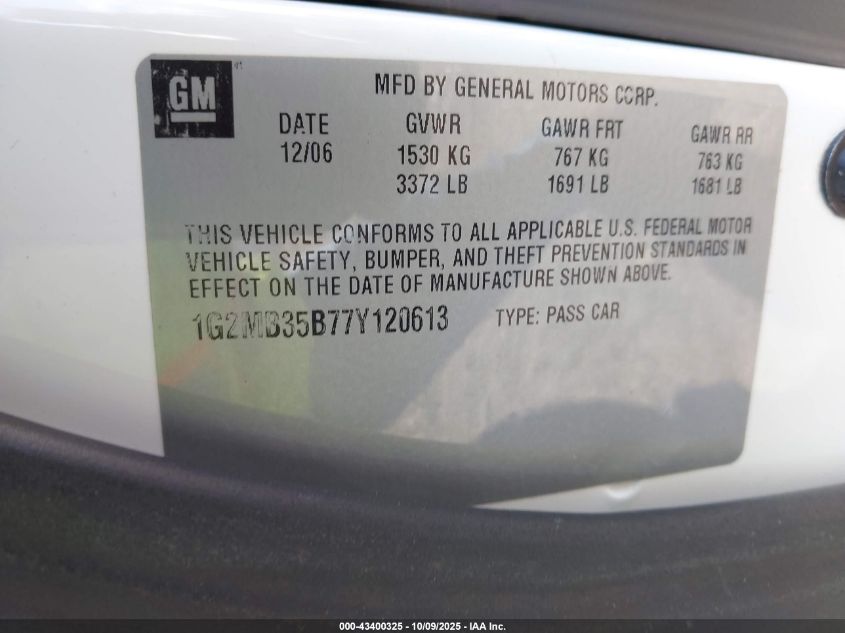 GM
MFD BY GENERAL MOTORS CORP.
DATE GVWR GAWR FRT GAWR RR
12/06 1530 KG 767 KG 763 KG
3372 LB 1691 LB 1681 LB
THIS VEHICLE CONFORMS TO ALL APPLICABLE U.S. FEDERAL MOTOR
VEHICLE SAFETY, BUMPER, AND THEFT PREVENTION STANDARDS IN
EFFECT ON THE DATE OF MANUFACTURE SHOWN ABOVE.
1G2MB35B77Y120613 TYPE: PASS CAR
000-43400325 - 10/09/2025 - IAA Inc.